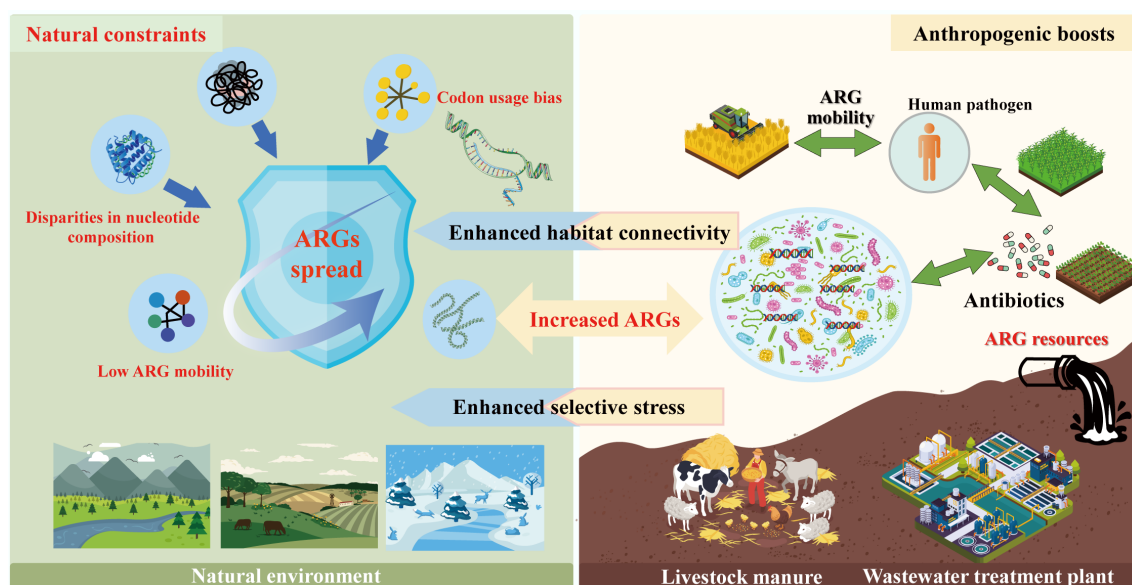 Natural constraints
Codon usage bias
Disparities in nucleotide
composition
ARGs
spread
Low ARG mobility
Enhanced habitat connectivity
Increased ARGs
Enhanced selective stress
Natural environment
Anthropogenic boosts
ARG
mobility
Human pathogen
Antibiotics
ARG resources
Livestock manure
Wastewater treatment plant